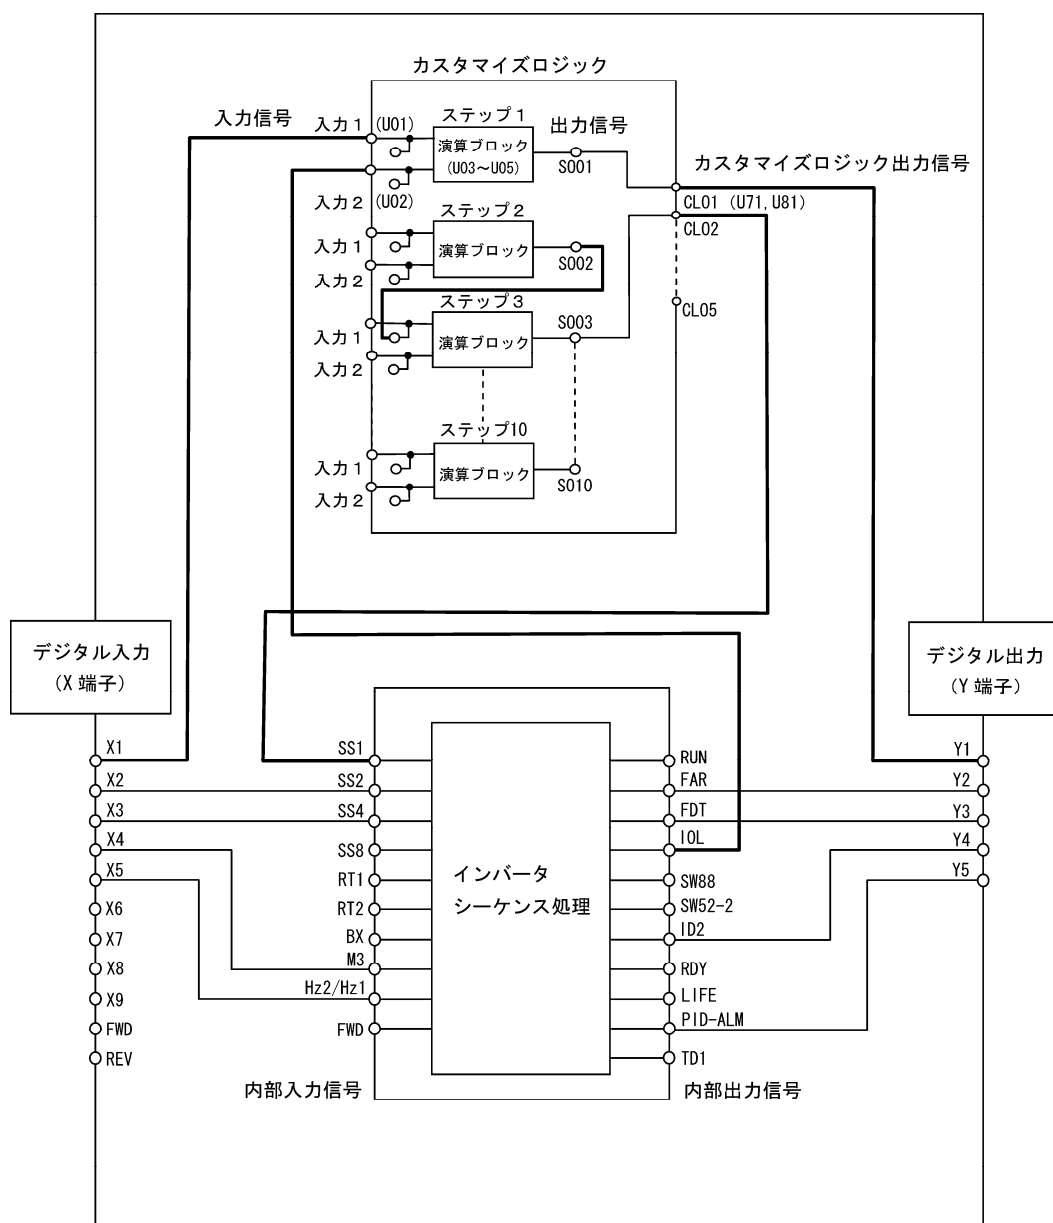 カスタマイズロジック
入力信号
入力1 (U01)
ステップ1
演算ブロック
(U03～U05)
出力信号
SO01
カスタマイズロジック出力信号
入力2 (U02)
CLO1 (U71,U81)
ステップ2
入力1
演算ブロック
SO02
CLO2
入力2
ステップ3
入力1
演算ブロック
SO03
CLO5
入力2
ステップ10
入力1
演算ブロック
SO10
入力2
デジタル入力
(X 端子)
デジタル出力
(Y 端子)
X1
X2
X3
X4
X5
X6
X7
X8
X9
FWD
REV
SS1
SS2
SS4
SS8
RT1
RT2
BX
M3
Hz2/Hz1
FWD
インバータ
シーケンス処理
RUN
FAR
FDT
IOL
SW88
SW52-2
ID2
RDY
LIFE
PID-ALM
TD1
Y1
Y2
Y3
Y4
Y5
内部入力信号
内部出力信号